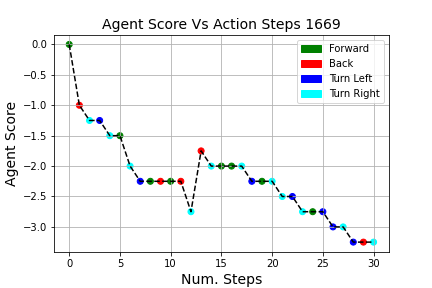 Agent Score Vs Action Steps 1669
Forward
Back
Turn Left
Turn Right
Agent Score
0.0
−0.5
−1.0
−1.5
−2.0
−2.5
−3.0
0 5 10 15 20 25 30
Num. Steps